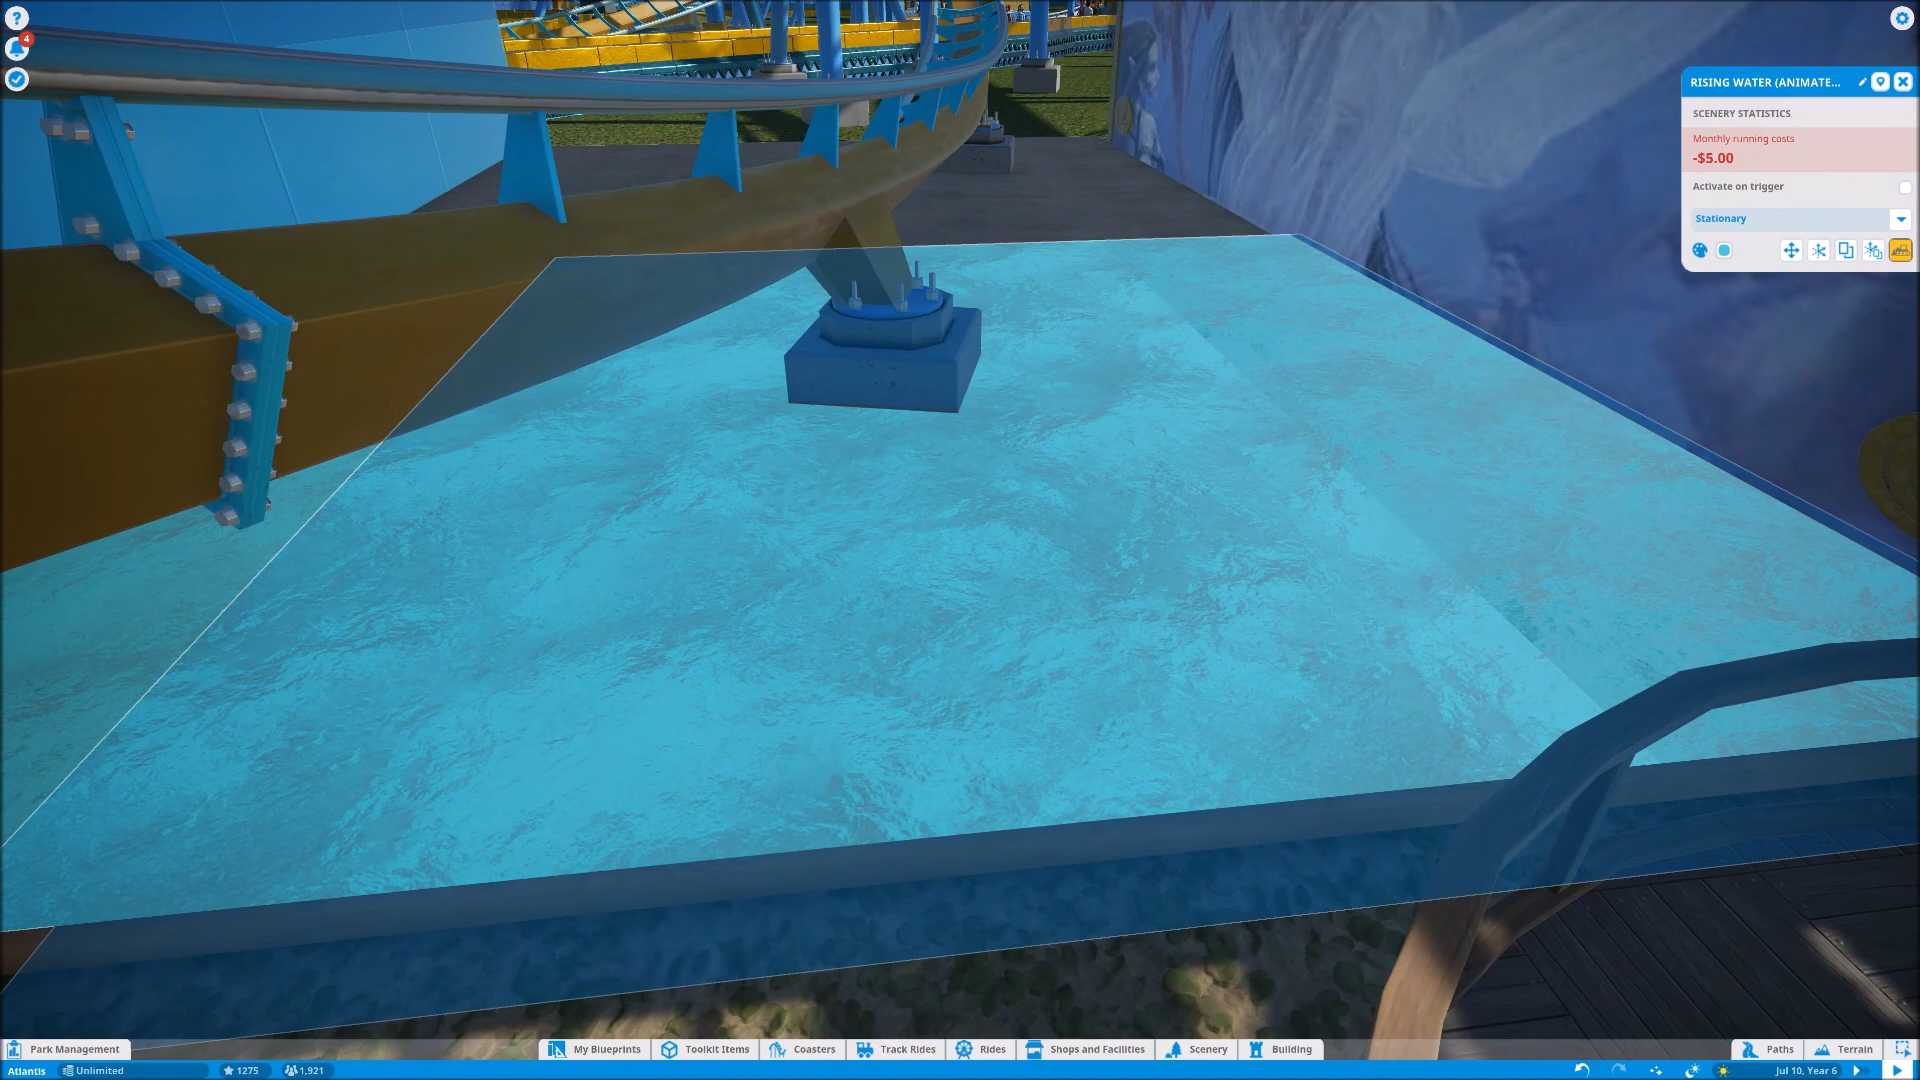 ?
4
RISING WATER (ANIMATE...
SCENERY STATISTICS
Monthly running costs
-$5.00
Activate on trigger
Stationary
Park Management
My Blueprints
Toolkit Items
Coasters
Track Rides
Rides
Shops and Facilities
Scenery
Building
Paths
Terrain
Atlantis
Unlimited
1275
1,921
Jul 10, Year 6